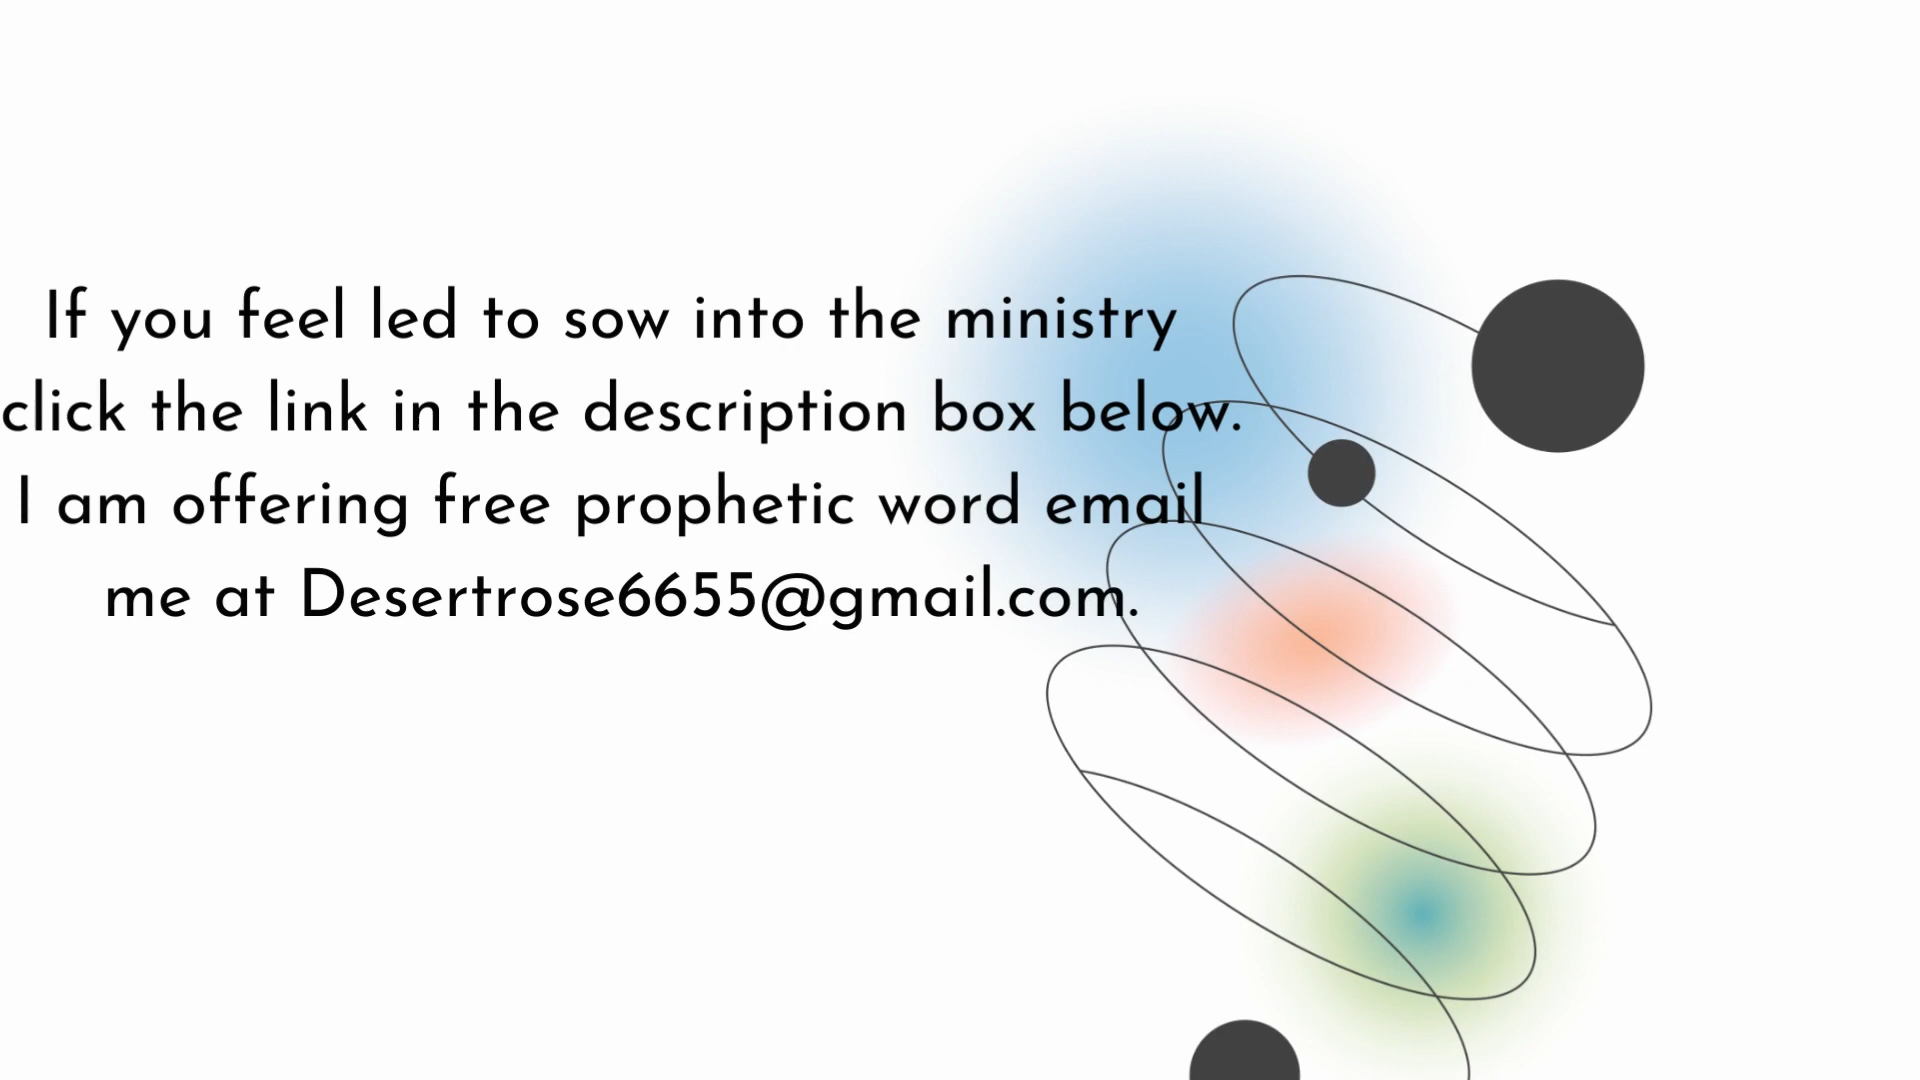 If you feel led to sow into the ministry
click the link in the description box below.
I am offering free prophetic word email
me at Desertrose6655@gmail.com.